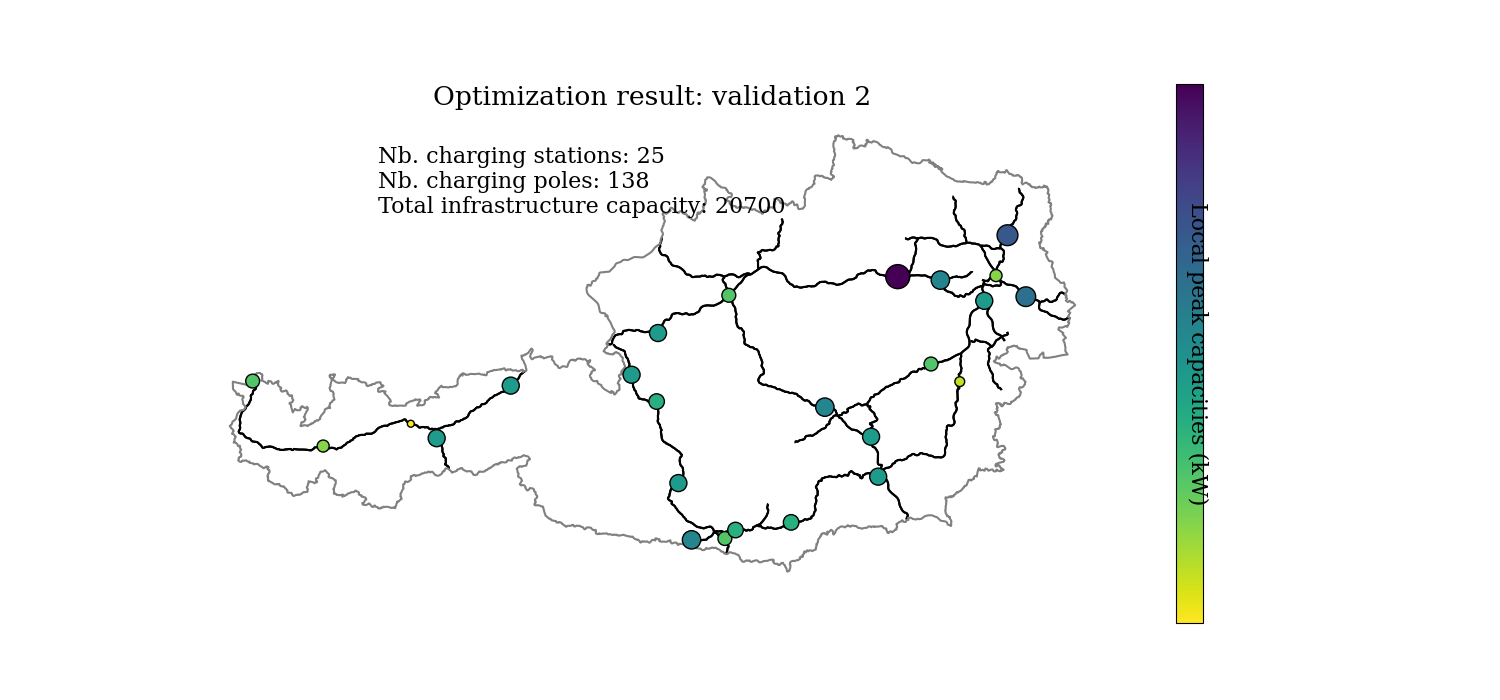 Optimization result: validation 2
Nb. charging stations: 25
Nb. charging poles: 138
Total infrastructure capacity: 20700
Local peak capacities (kW)